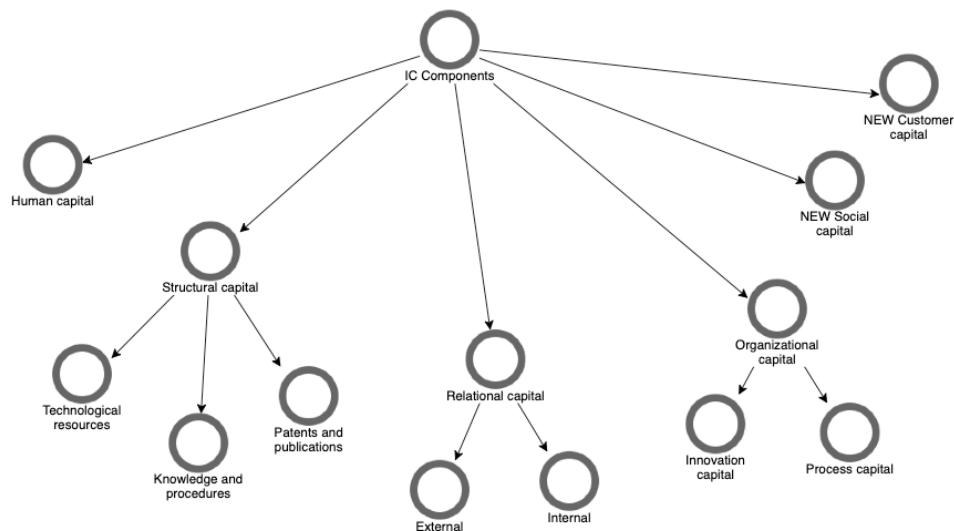 IC Components
NEW Customer
capital
Human capital
NEW Social
capital
Structural capital
Organizational
capital
Relational capital
Technological
resources
Patents and
publications
Knowledge and
procedures
Innovation
capital
Process capital
External
Internal